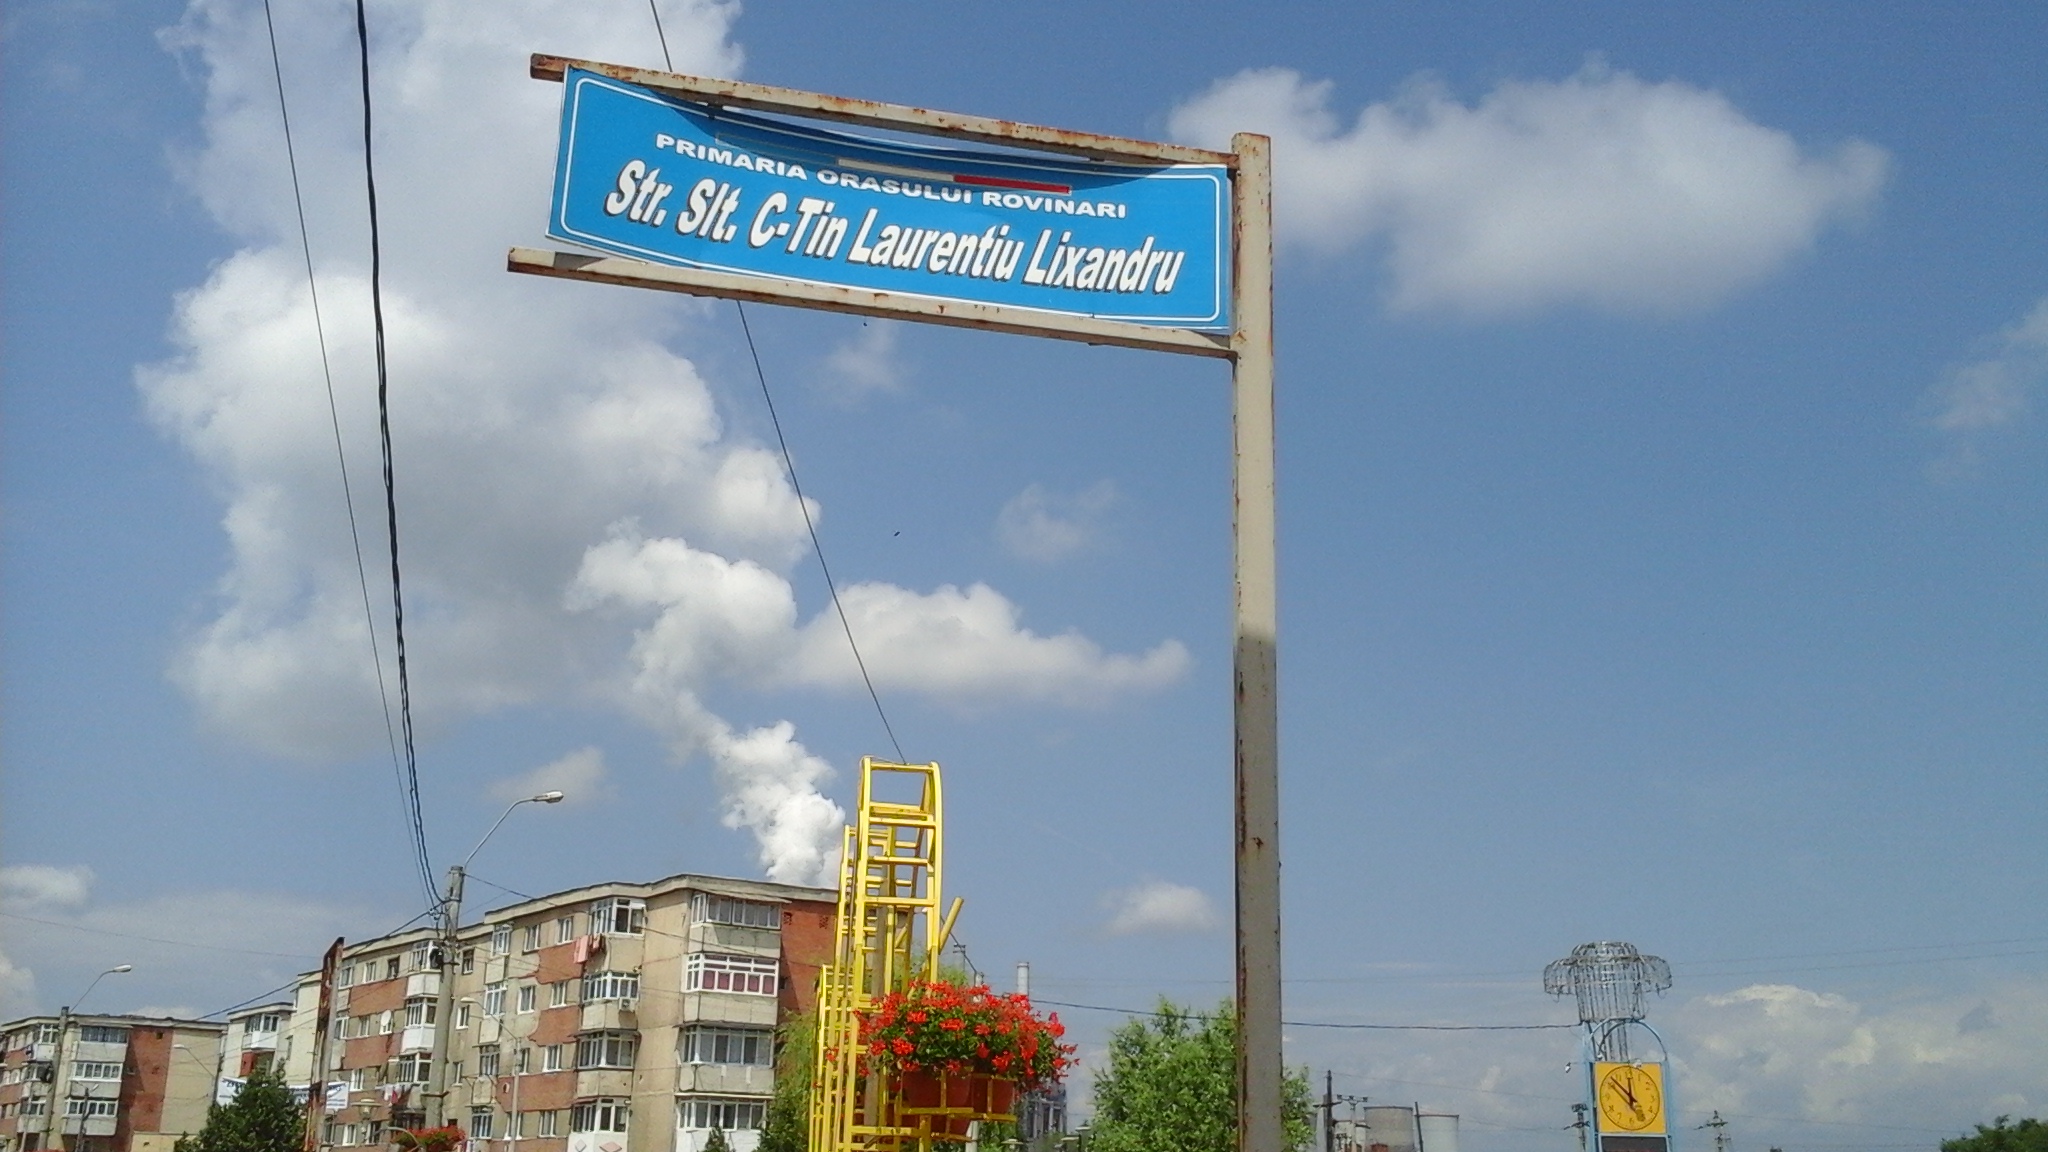 PRIMARIA ORASULUI ROVINARI
Str. Slt. C-Tin Laurentiu Lixandru